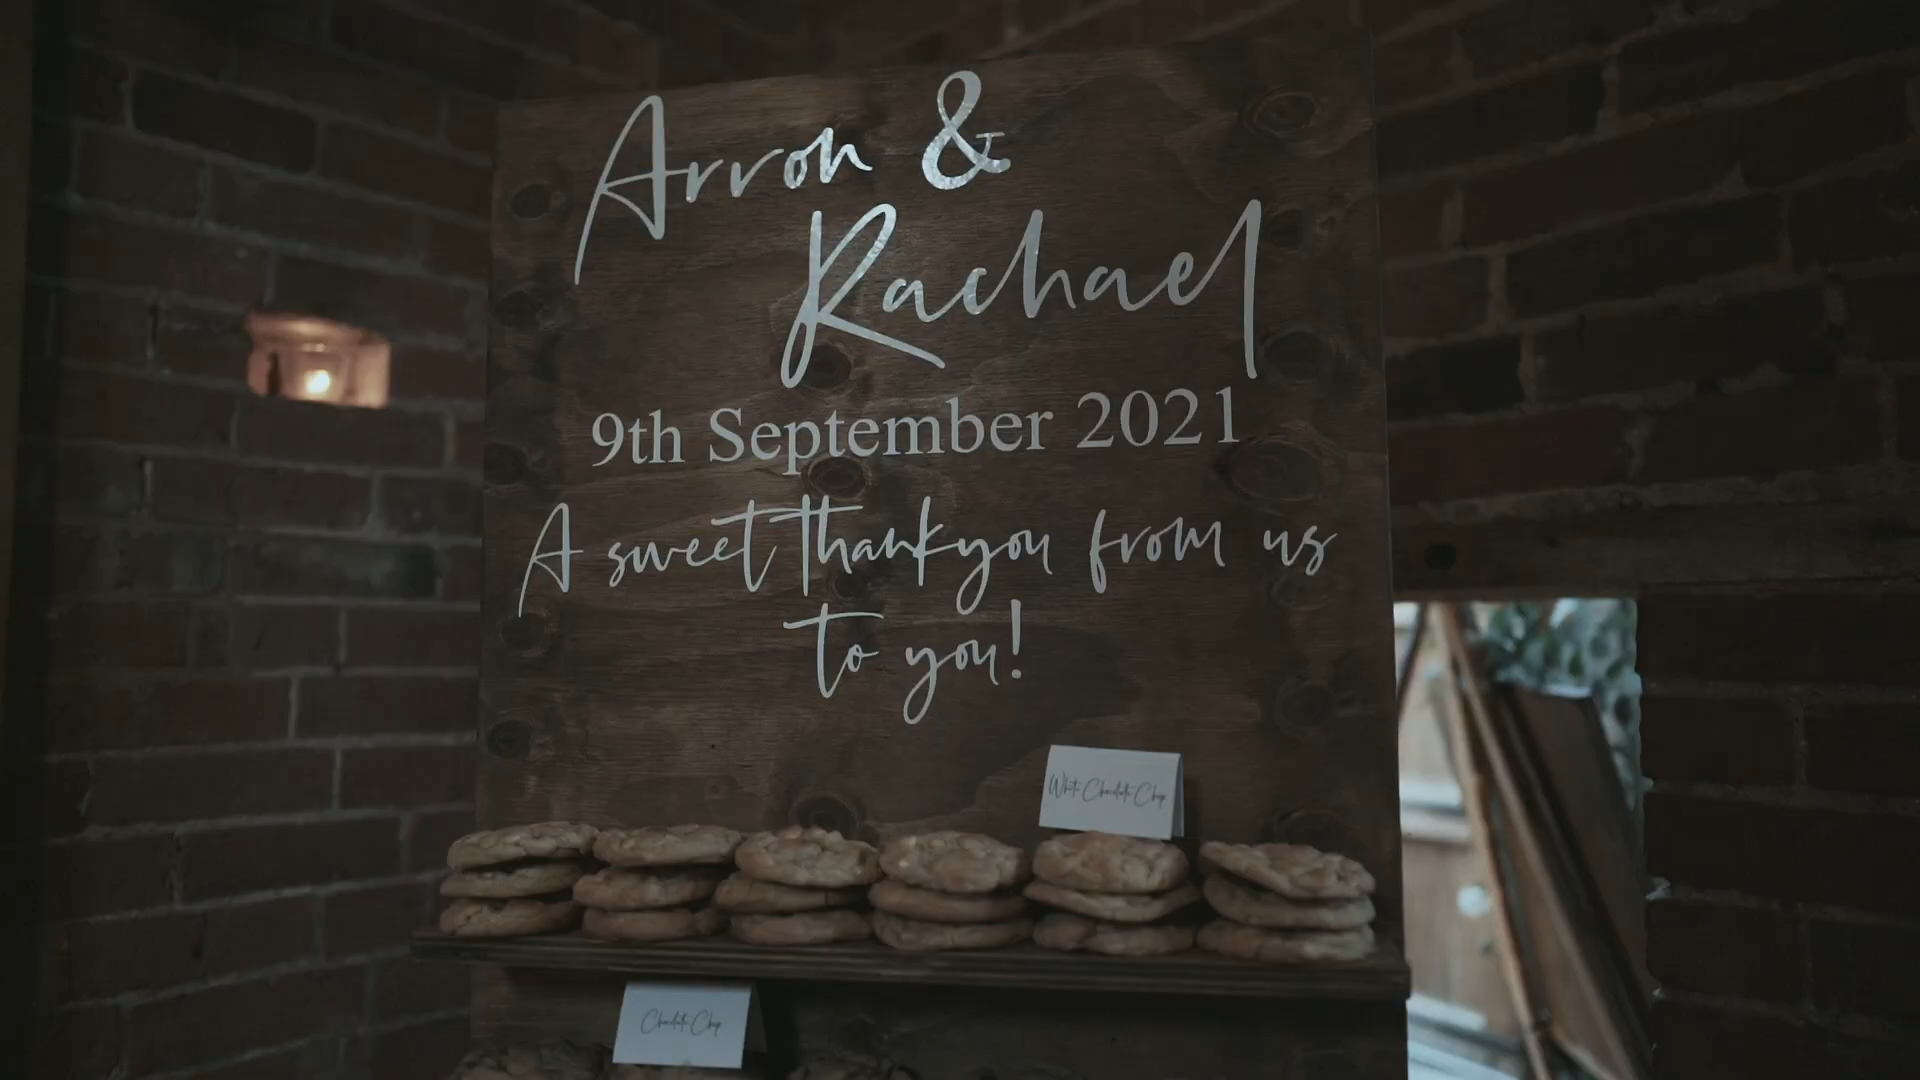 Arron &
Rachael
9th September 2021
A sweet thankyou from us
to you!
White Chocolate Chip
Chocolate Chip